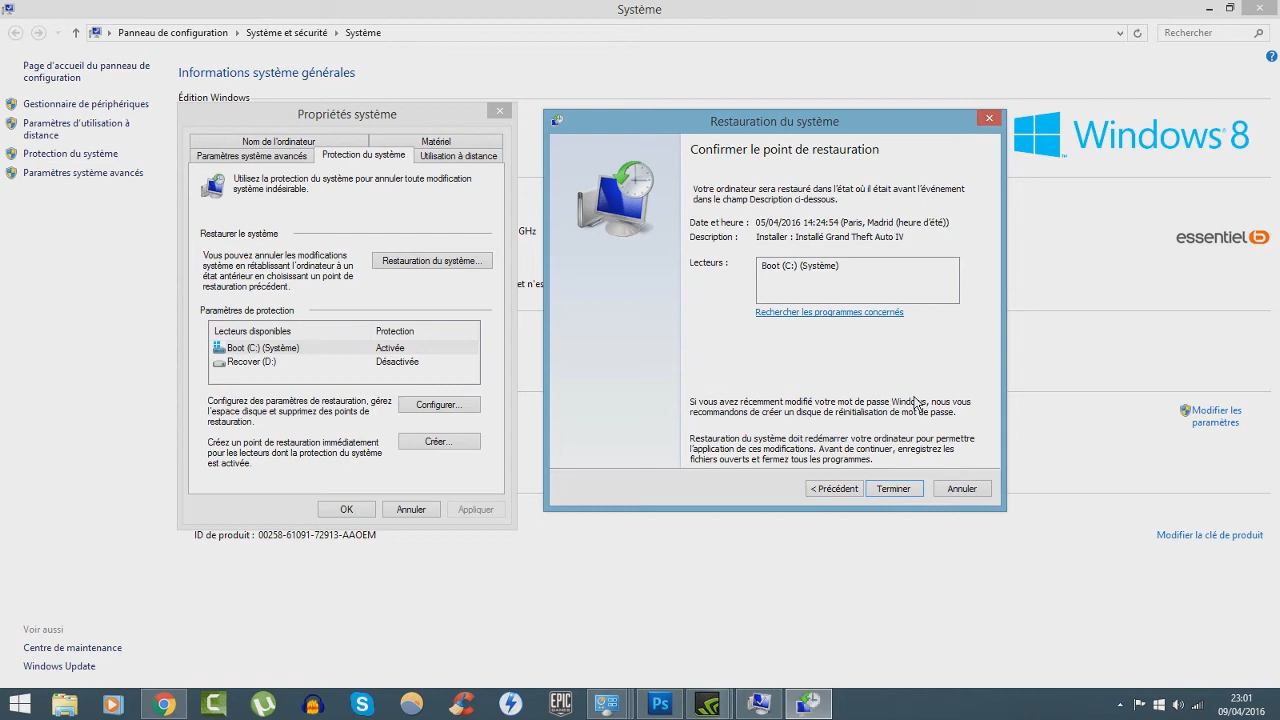 Système
Panneau de configuration
Système et sécurité
Système
Rechercher
Page d'accueil du panneau de
configuration
Gestionnaire de périphériques
Paramètres d'utilisation à
distance
Protection du système
Paramètres système avancés
Informations système générales
Édition Windows
Windows 8
GHz
essentiel b
et n'es
Modifier les
paramètres
ID de produit : 00258-61091-72913-AAOEM
Modifier la clé de produit
Voir aussi
Centre de maintenance
Windows Update
Propriétés système
Nom de l'ordinateur
Matériel
Paramètres système avancés
Protection du système
Utilisation à distance
Utilisez la protection du système pour annuler toute modification
système indésirable.
Restaurer le système
Vous pouvez annuler les modifications
système en rétablissant l'ordinateur à un
état antérieur en choisissant un point de
restauration précédent.
Restauration du système...
Paramètres de protection
Lecteurs disponibles
Protection
Boot (C:) (Système)
Activée
Recover (D:)
Désactivée
Configurez des paramètres de restauration, gérez
l'espace disque et supprimez des points de
restauration.
Configurer...
Créez un point de restauration immédiatement
pour les lecteurs dont la protection du système
est activée.
Créer...
OK
Annuler
Appliquer
Restauration du système
Confirmer le point de restauration
Votre ordinateur sera restauré dans l'état où il était avant l'événement
dans le champ Description ci-dessous.
Date et heure : 05/04/2016 14:24:54 (Paris, Madrid (heure d'été))
Description : Installer : Installé Grand Theft Auto IV
Lecteurs :
Boot (C:) (Système)
Rechercher les programmes concernés
Si vous avez récemment modifié votre mot de passe Windows, nous vous
recommandons de créer un disque de réinitialisation de mot de passe.
Restauration du système doit redémarrer votre ordinateur pour permettre
l'application de ces modifications. Avant de continuer, enregistrez les
fichiers ouverts et fermez tous les programmes.
< Précédent
Terminer
Annuler
EPIC
GAMES
Ps
23:01
09/04/2016